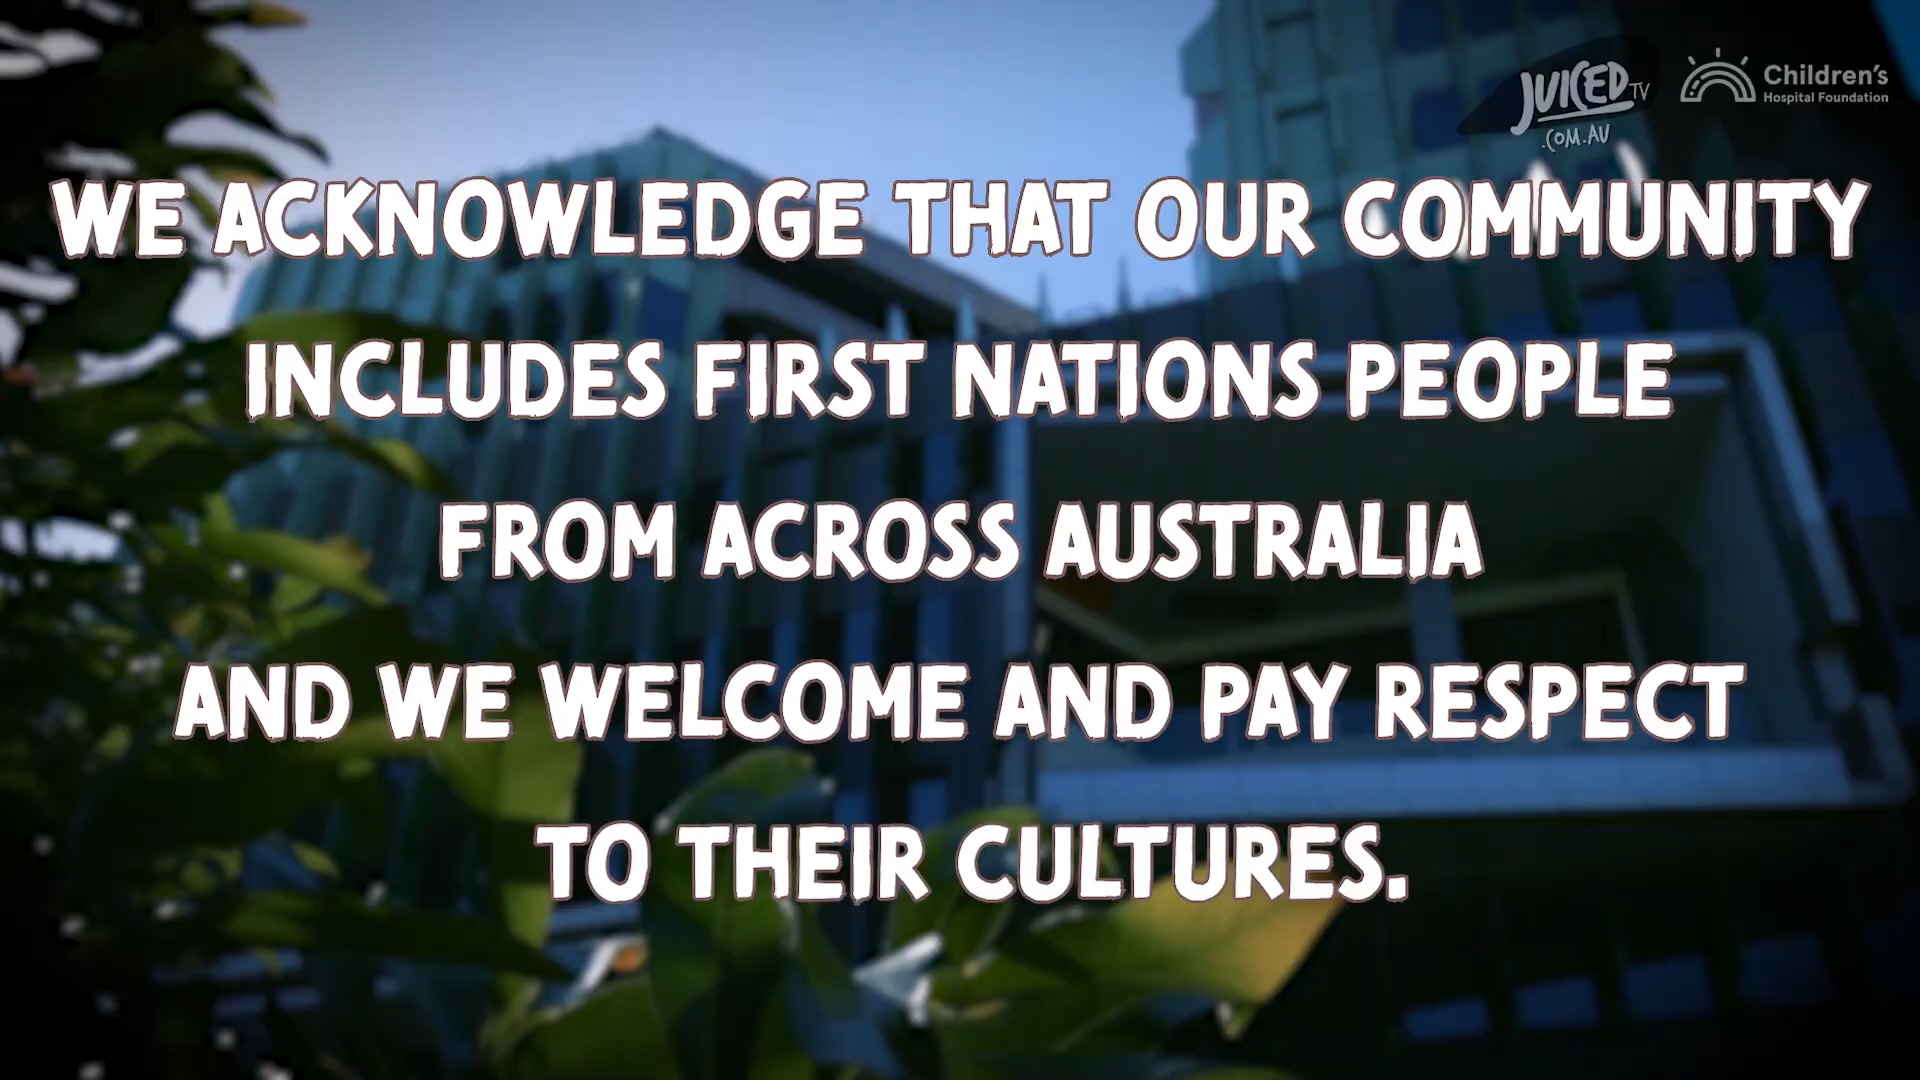 JUICED TV
.COM.AU
Children's
Hospital Foundation
WE ACKNOWLEDGE THAT OUR COMMUNITY
INCLUDES FIRST NATIONS PEOPLE
FROM ACROSS AUSTRALIA
AND WE WELCOME AND PAY RESPECT
TO THEIR CULTURES.